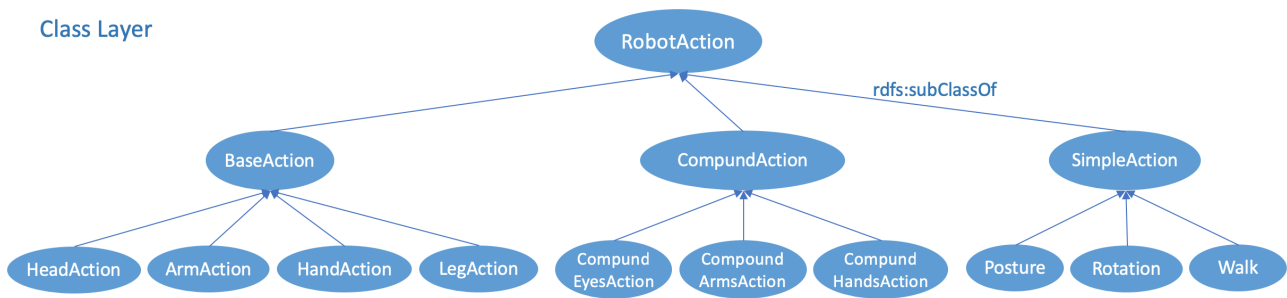 Class Layer
RobotAction
rdfs:subClassOf
BaseAction
CompundAction
SimpleAction
HeadAction
ArmAction
HandAction
LegAction
Compund
EyesAction
Compound
ArmsAction
Compund
HandsAction
Posture
Rotation
Walk